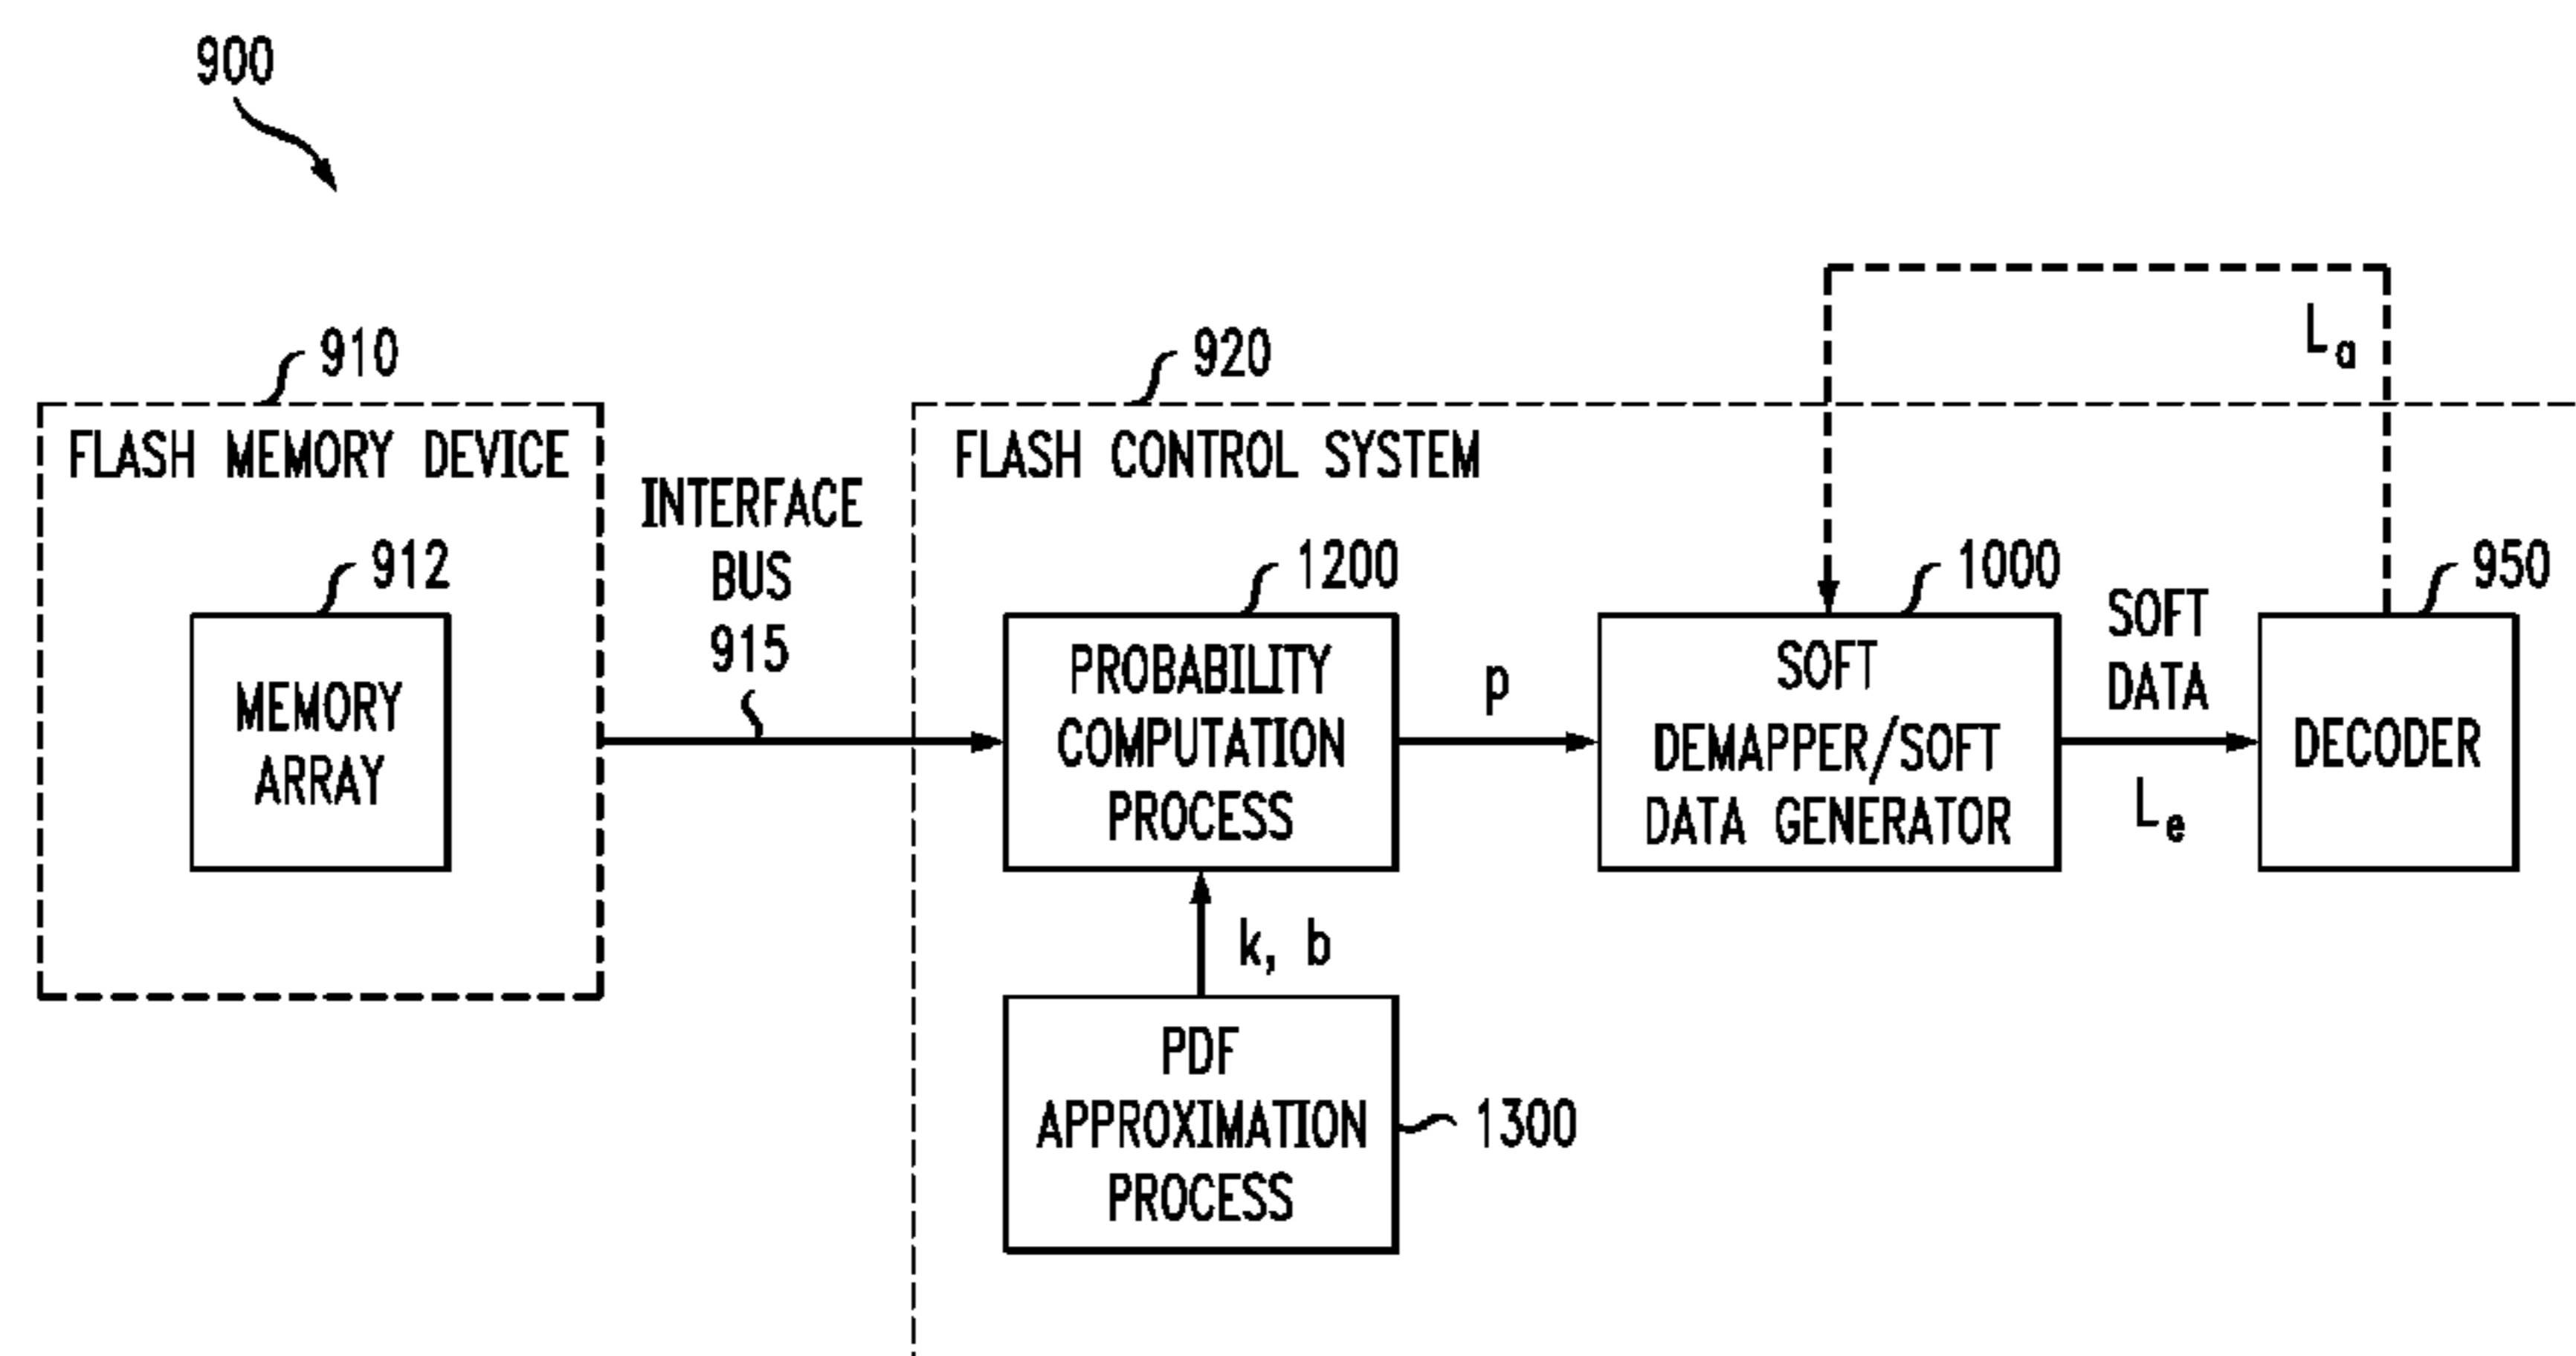 900
910
FLASH MEMORY DEVICE
912
MEMORY
ARRAY
INTERFACE
BUS
915
920
FLASH CONTROL SYSTEM
1200
PROBABILITY
COMPUTATION
PROCESS
k, b
PDF
APPROXIMATION
PROCESS
1300
p
1000
SOFT
DEMAPPER/SOFT
DATA GENERATOR
La
SOFT
DATA
Le
950
DECODER